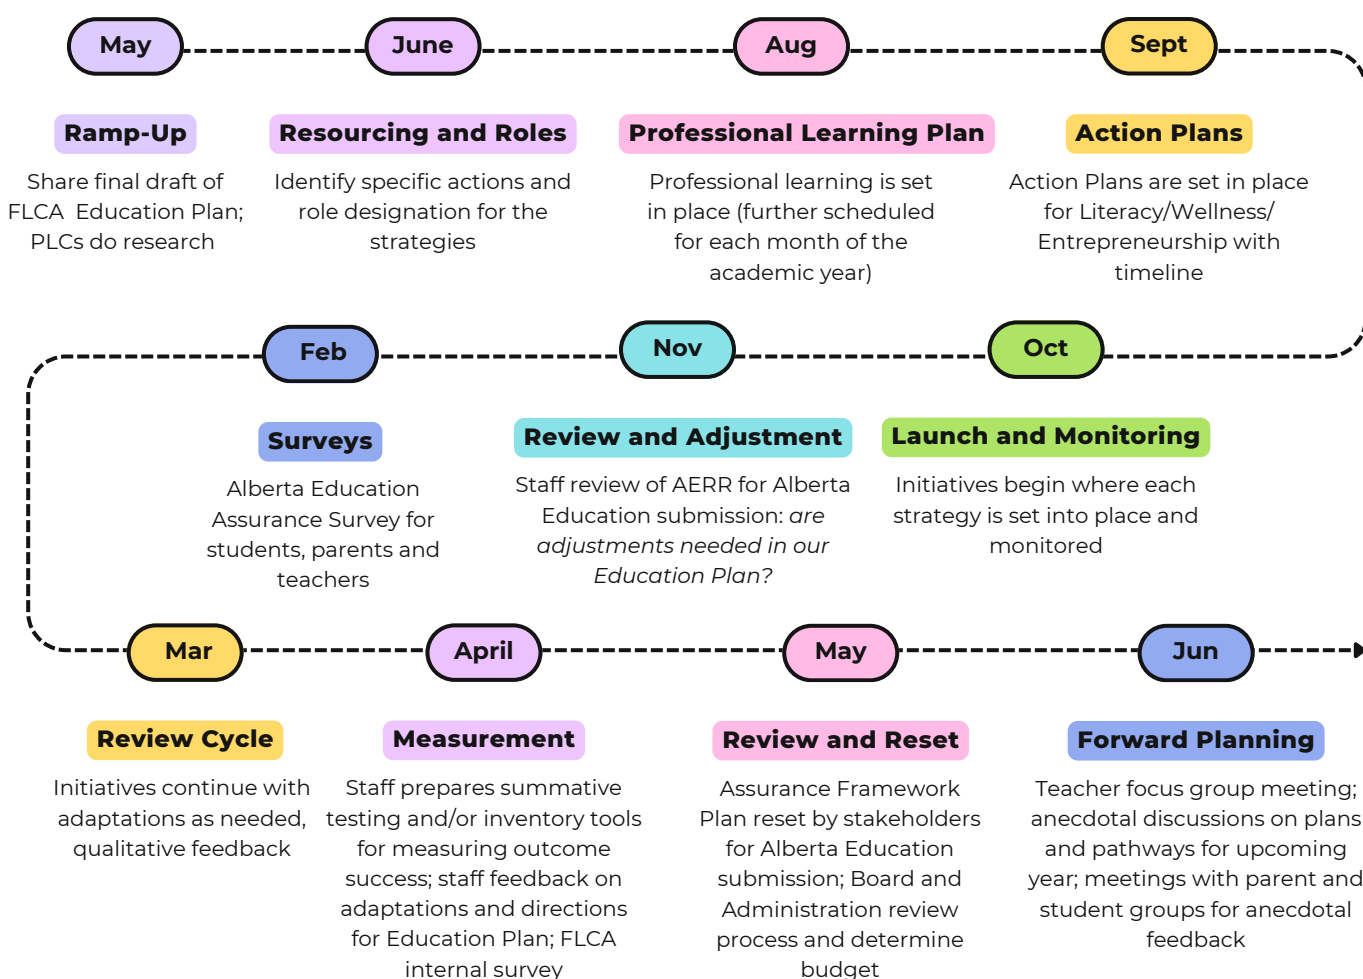 May
June
Aug
Sept
Ramp-Up
Share final draft of
FLCA Education Plan;
PLCs do research
Resourcing and Roles
Identify specific actions and
role designation for the
strategies
Professional Learning Plan
Professional learning is set
in place (further scheduled
for each month of the
academic year)
Action Plans
Action Plans are set in place
for Literacy/Wellness/
Entrepreneurship with
timeline
Oct
Launch and Monitoring
Initiatives begin where each
strategy is set into place and
monitored
Nov
Review and Adjustment
Staff review of AERR for Alberta
Education submission: are
adjustments needed in our
Education Plan?
Feb
Surveys
Alberta Education
Assurance Survey for
students, parents and
teachers
Mar
Review Cycle
Initiatives continue with
adaptations as needed,
qualitative feedback
April
Measurement
Staff prepares summative
testing and/or inventory tools
for measuring outcome
success; staff feedback on
adaptations and directions
for Education Plan; FLCA
internal survey
May
Review and Reset
Assurance Framework
Plan reset by stakeholders
for Alberta Education
submission; Board and
Administration review
process and determine
budget
Jun
Forward Planning
Teacher focus group meeting;
anecdotal discussions on plans
and pathways for upcoming
year; meetings with parent and
student groups for anecdotal
feedback